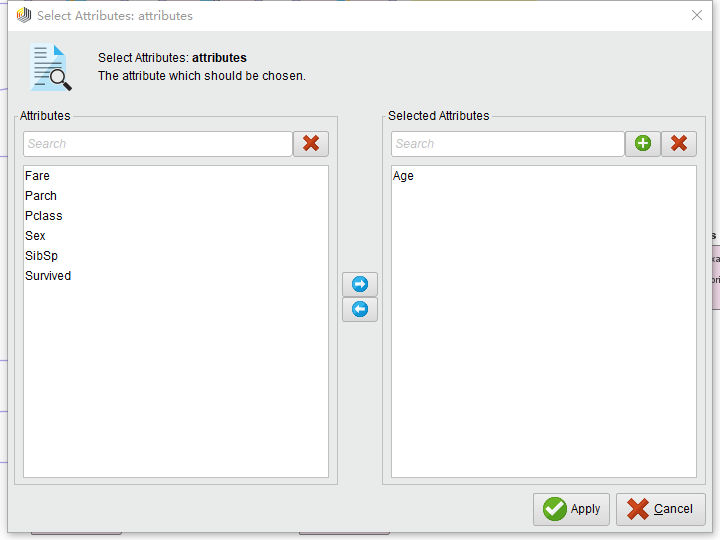 Select Attributes: attributes
Select Attributes: attributes
The attribute which should be chosen.
Attributes
Search
Fare
Parch
Pclass
Sex
SibSp
Survived
Selected Attributes
Search
Age
Apply
Cancel